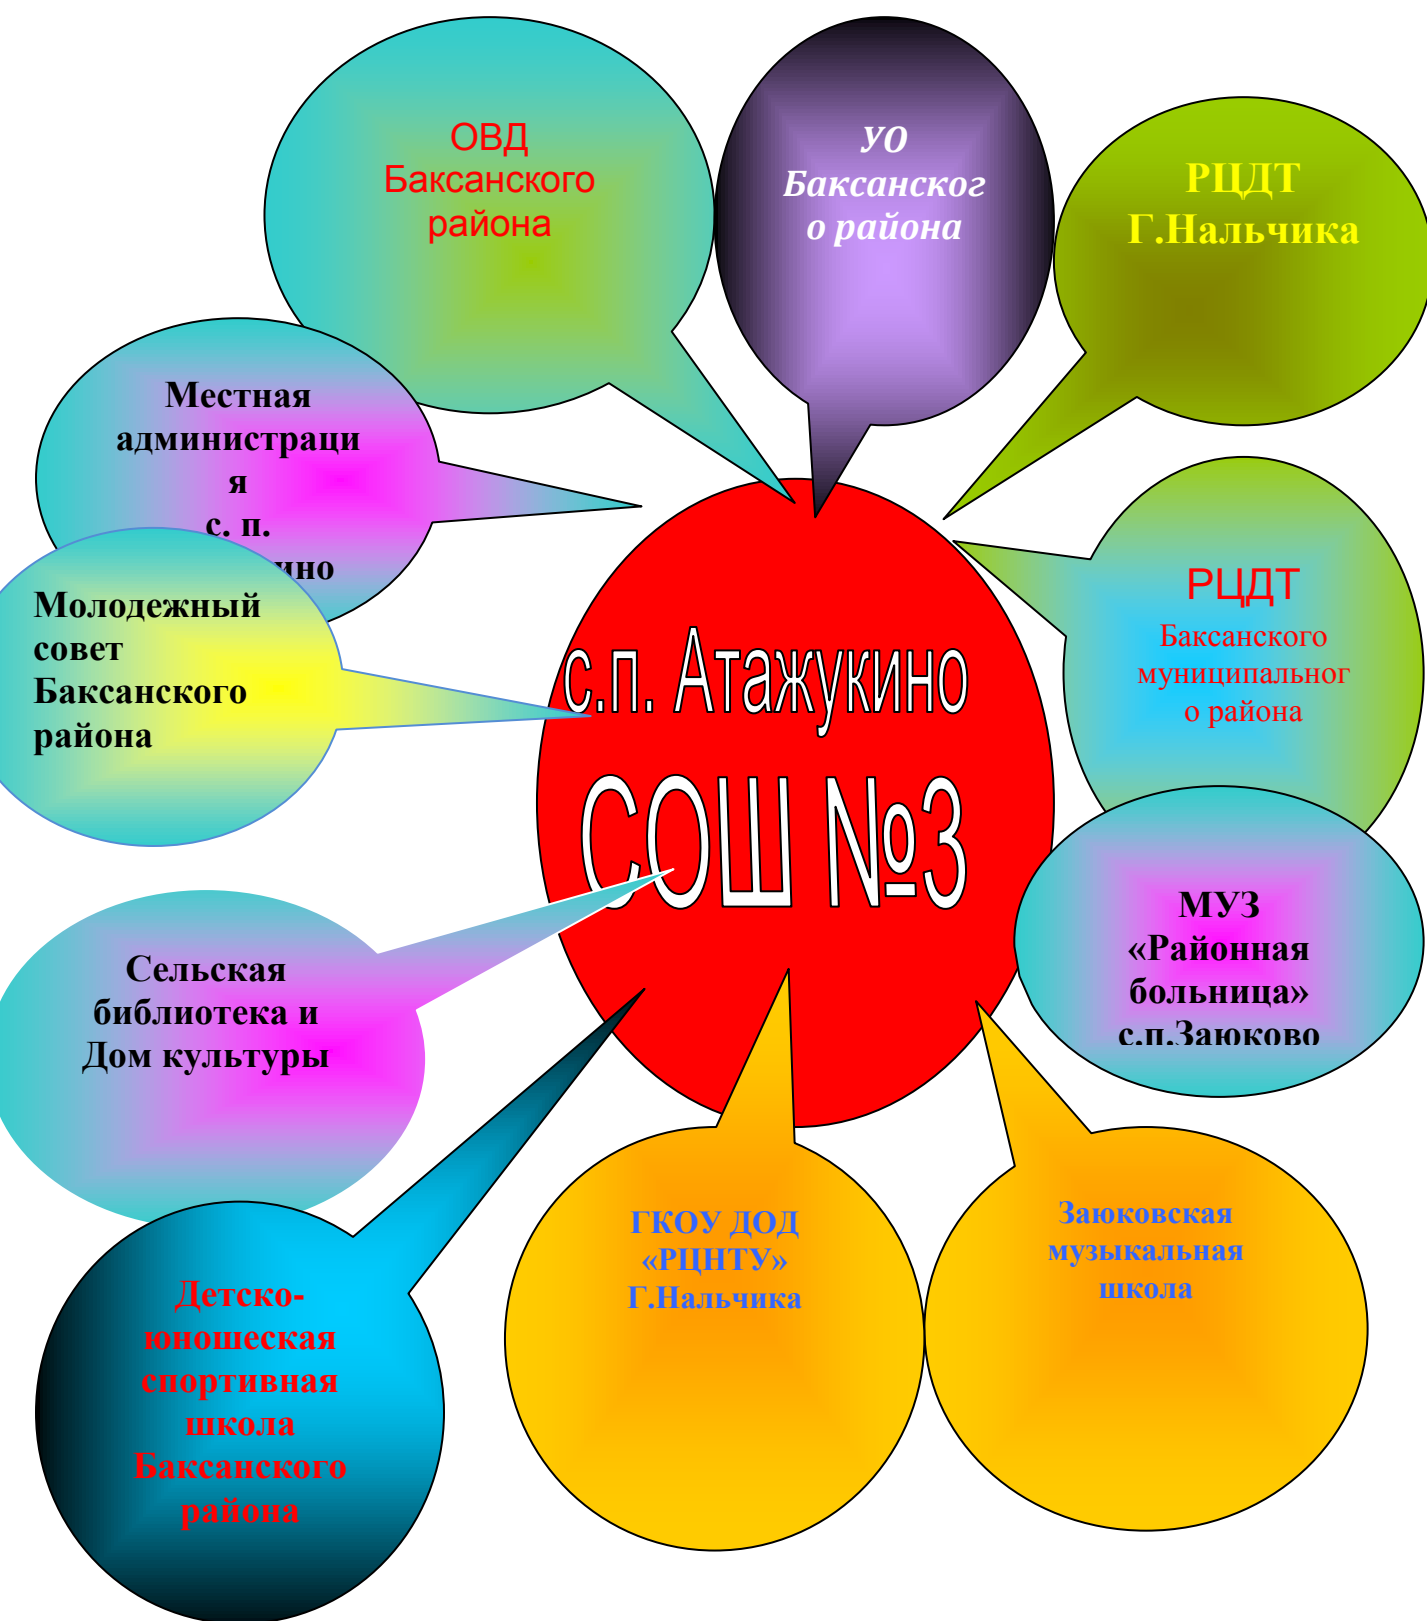 ОВД
Баксанского
района
УО
Баксанског
о района
РЦДТ
Г.Нальчика
Местная
администраци
я
с. п.
Молодежный
совет
Баксанского
района
РЦДТ
Баксанского
муниципальног
о района
с.п. Атажукино
СОШ №3
МУЗ
«Районная
больница»
с.п.Заюково
Сельская
библиотека и
Дом культуры
Детско-
юношеская
спортивная
школа
Баксанского
района
ГКОУ ДОД
«РЦНТУ»
Г.Нальчика
Заюковская
музыкальная
школа